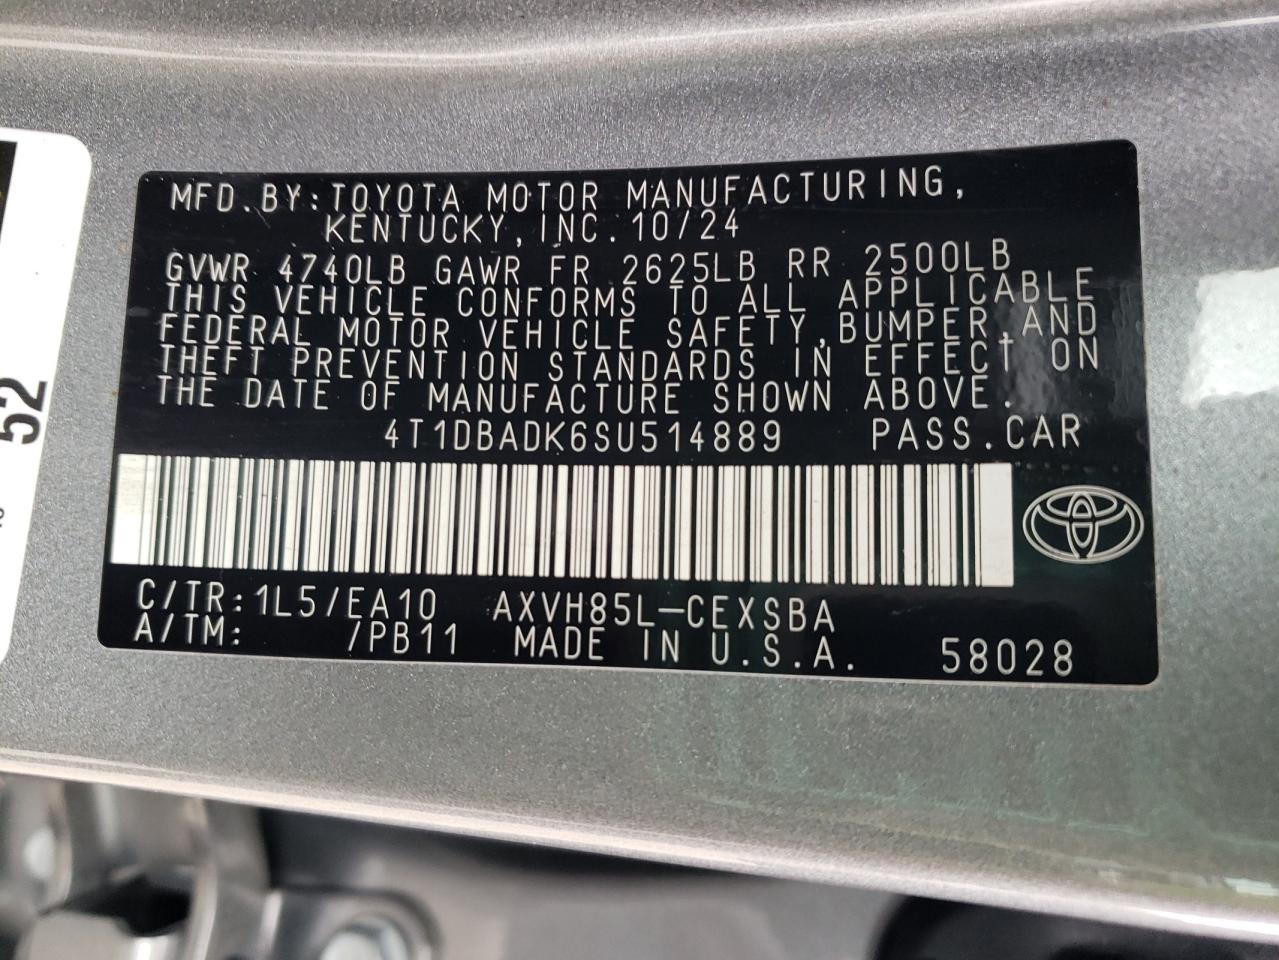 52
MFD.BY:TOYOTA MOTOR MANUFACTURING,
KENTUCKY,INC.10/24
GVWR 4740LB GAWR FR 2625LB RR 2500LB
THIS VEHICLE CONFORMS TO ALL APPLICABLE
FEDERAL MOTOR VEHICLE SAFETY,BUMPER,AND
THEFT PREVENTION STANDARDS IN EFFECT ON
THE DATE OF MANUFACTURE SHOWN ABOVE.
4T1DBADK6SU514889 PASS.CAR
C/TR:1L5/EA10 AXVH85L-CEXSBA
A/TM: /PB11 MADE IN U.S.A. 58028